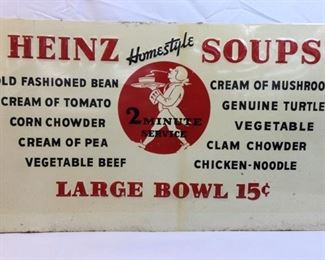 HEINZ Homestyle SOUPS
OLD FASHIONED BEAN
CREAM OF TOMATO
CORN CHOWDER
CREAM OF PEA
VEGETABLE BEEF
2 MINUTE
SERVICE
CREAM OF MUSHROO
GENUINE TURTLE
VEGETABLE
CLAM CHOWDER
CHICKEN-NOODLE
LARGE BOWL 15¢